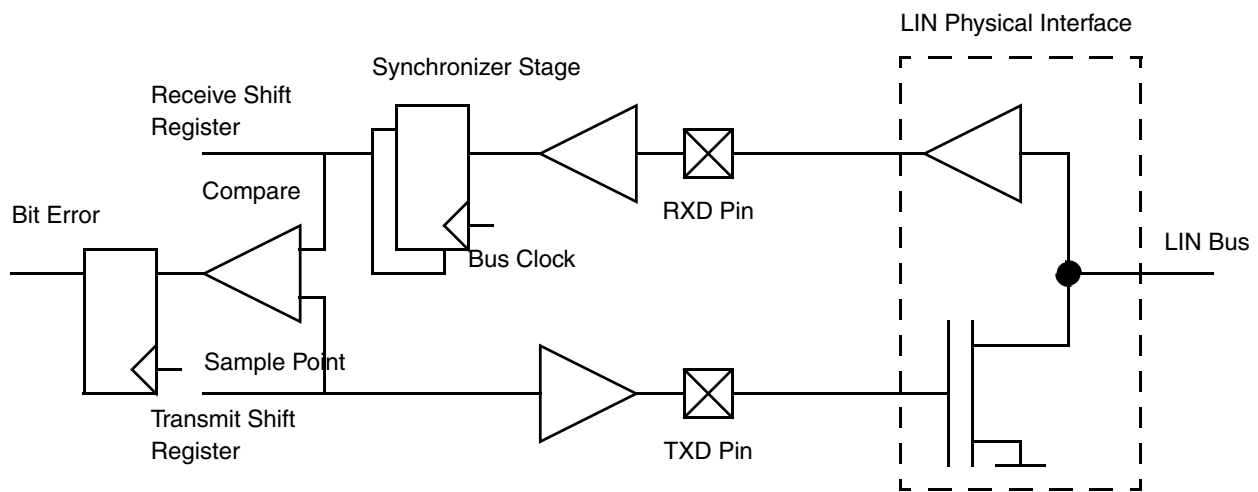 LIN Physical Interface
Synchronizer Stage
Receive Shift
Register
Compare
RXD Pin
Bit Error
Bus Clock
LIN Bus
Sample Point
Transmit Shift
Register
TXD Pin